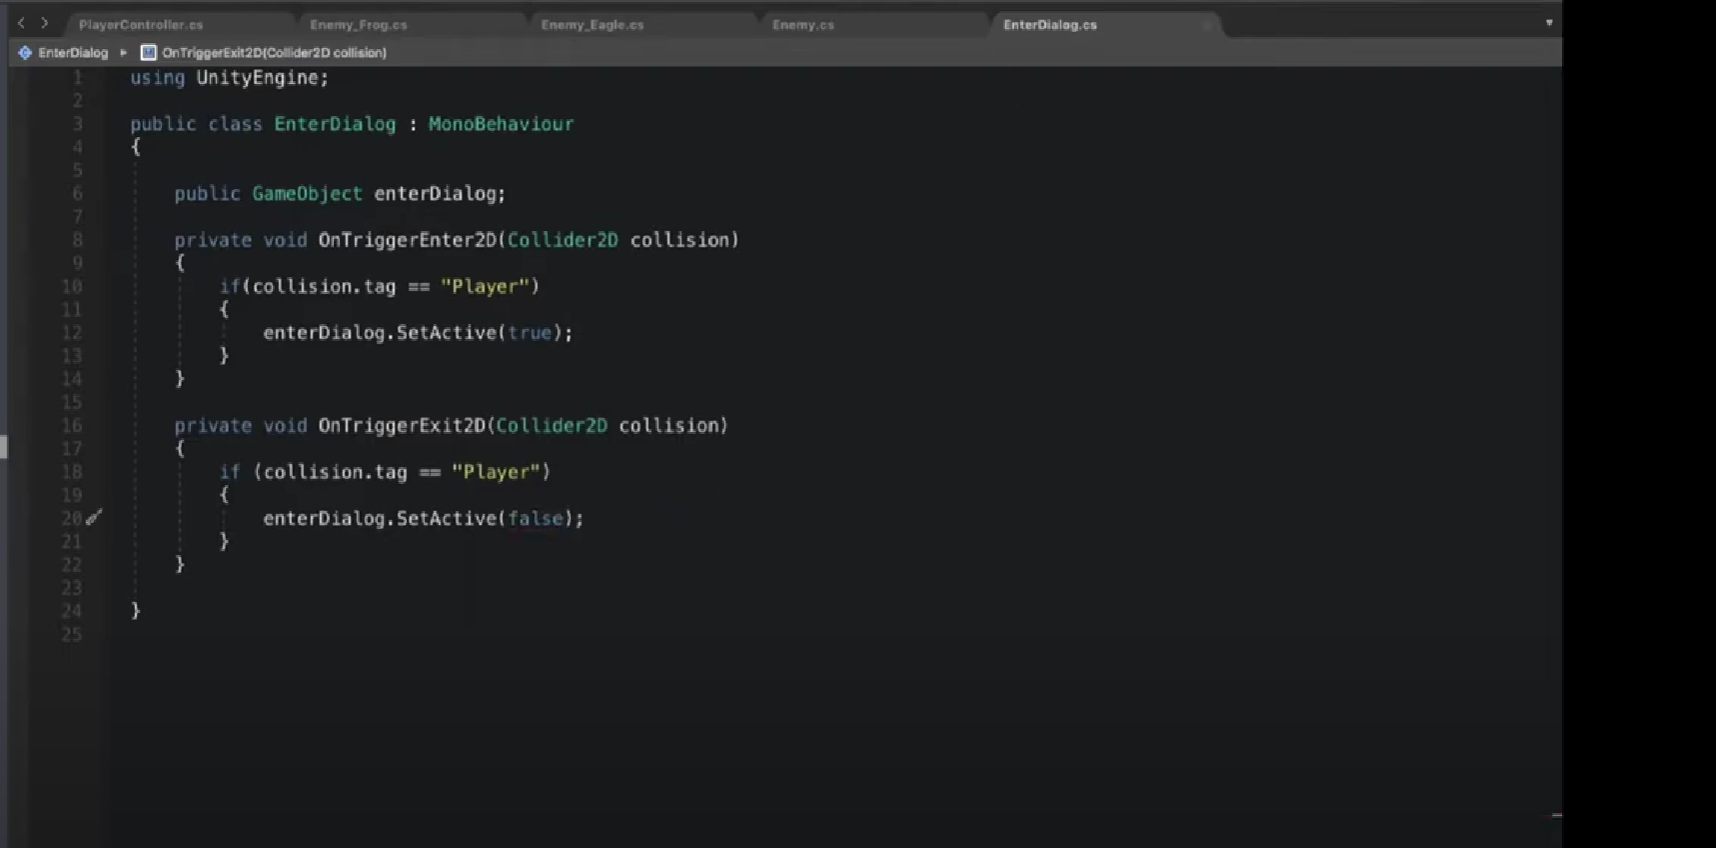 PlayerController.cs Enemy_Frog.cs Enemy_Eagle.cs Enemy.cs EnterDialog.cs
EnterDialog OnTriggerExit2D(Collider2D collision)
1 using UnityEngine;
2
3 public class EnterDialog : MonoBehaviour
4 {
5
6 public GameObject enterDialog;
7
8 private void OnTriggerEnter2D(Collider2D collision)
9 {
10 if(collision.tag == "Player")
11 {
12 enterDialog.SetActive(true);
13 }
14 }
15
16 private void OnTriggerExit2D(Collider2D collision)
17 {
18 if (collision.tag == "Player")
19 {
20 enterDialog.SetActive(false);
21 }
22 }
23
24 }
25